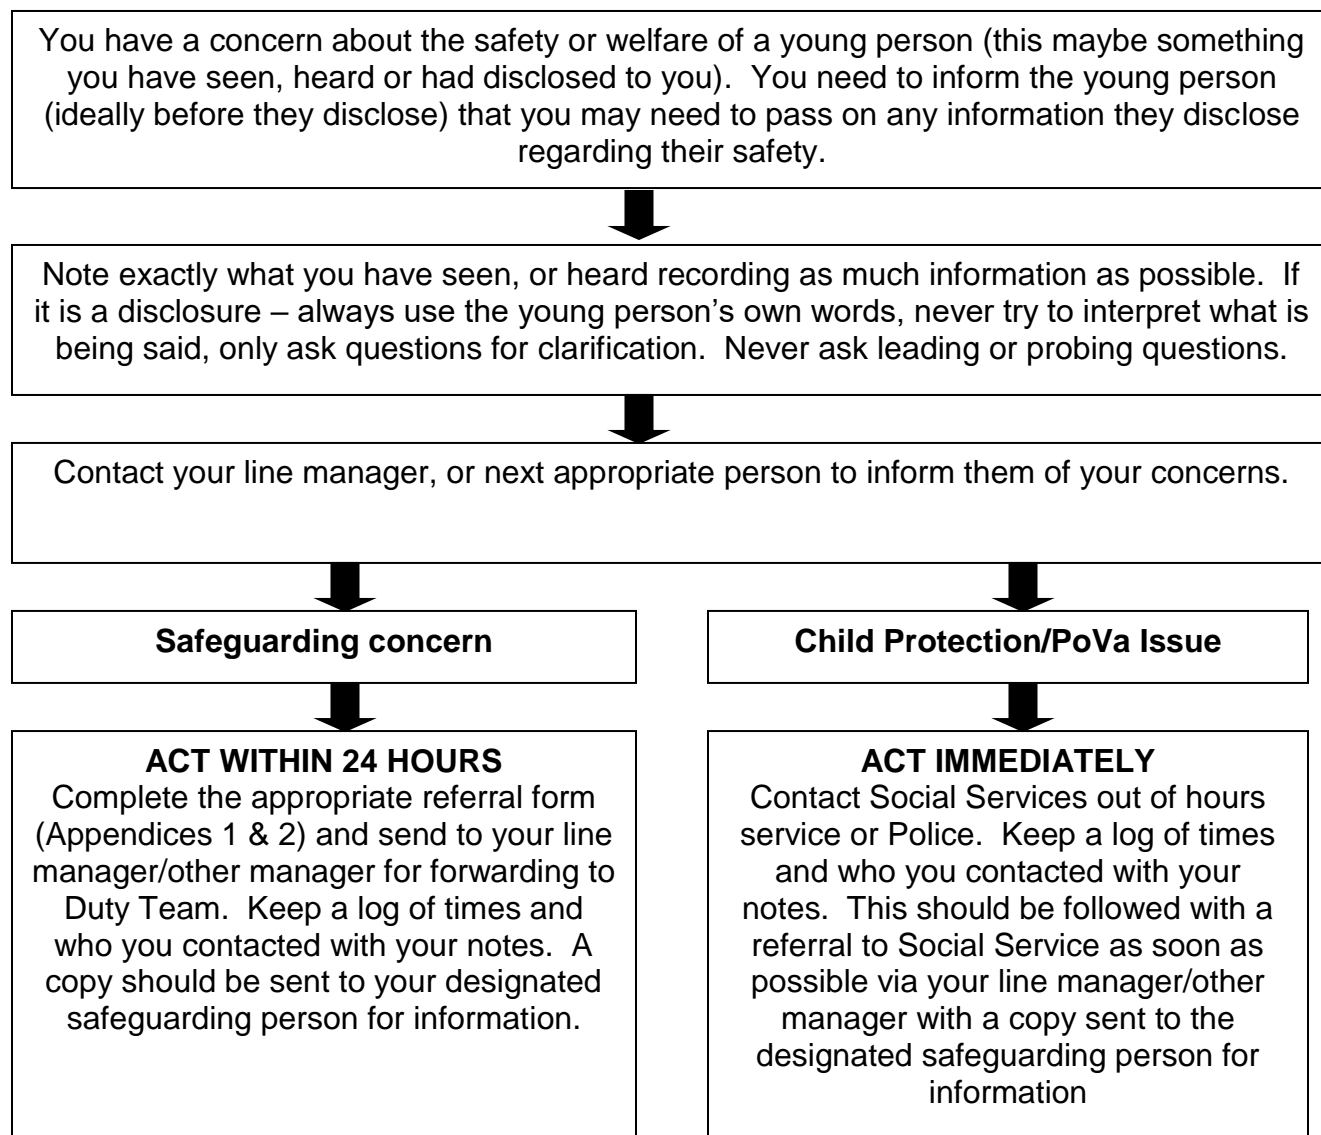 You have a concern about the safety or welfare of a young person (this maybe something
you have seen, heard or had disclosed to you).  You need to inform the young person
(ideally before they disclose) that you may need to pass on any information they disclose
regarding their safety.
Note exactly what you have seen, or heard recording as much information as possible.  If
it is a disclosure – always use the young person’s own words, never try to interpret what is
being said, only ask questions for clarification.  Never ask leading or probing questions.
Contact your line manager, or next appropriate person to inform them of your concerns.
Safeguarding concern
ACT WITHIN 24 HOURS
Complete the appropriate referral form
(Appendices 1 & 2) and send to your line
manager/other manager for forwarding to
Duty Team.  Keep a log of times and
who you contacted with your notes.  A
copy should be sent to your designated
safeguarding person for information.
Child Protection/PoVa Issue
ACT IMMEDIATELY
Contact Social Services out of hours
service or Police.  Keep a log of times
and who you contacted with your
notes.  This should be followed with a
referral to Social Service as soon as
possible via your line manager/other
manager with a copy sent to the
designated safeguarding person for
information